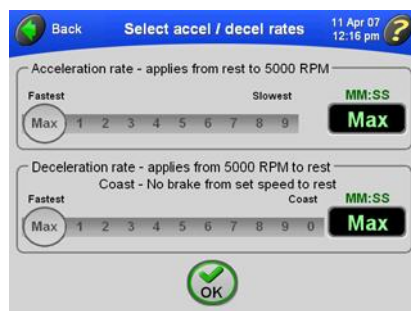 Back Select accel / decel rates 11 Apr 07
12:16 pm ?
Acceleration rate - applies from rest to 5000 RPM
Fastest Slowest MM:SS
Max 1 2 3 4 5 6 7 8 9 Max
Deceleration rate - applies from 5000 RPM to rest
Coast - No brake from set speed to rest
Fastest Coast MM:SS
Max 1 2 3 4 5 6 7 8 9 0 Max
OK